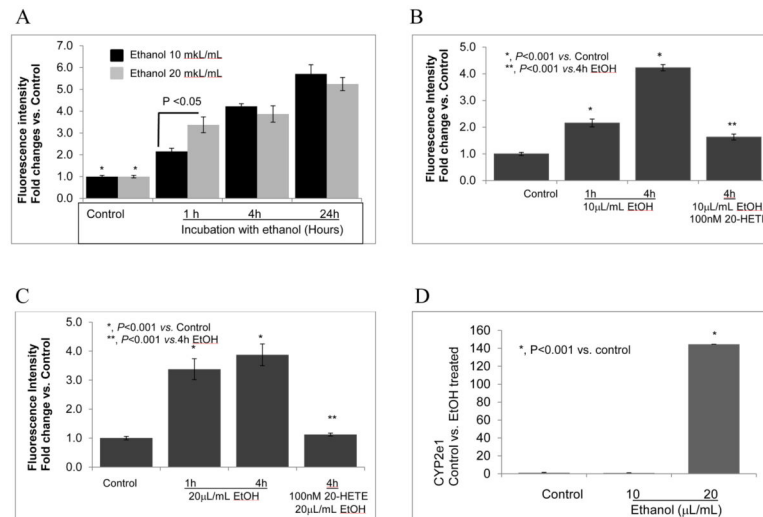 A
Fluorescence intensity
Fold changes vs. Control
7.0
6.0
5.0
4.0
3.0
2.0
1.0
Ethanol 10 mkL/mL
Ethanol 20 mkL/mL
P <0.05
* *
Control
1 h 4h 24h
Incubation with ethanol (Hours)
B
Fluorescence Intensity
Fold change vs. Control
5.0
4.0
3.0
2.0
1.0
0.0
*, P<0.001 vs. Control
**, P<0.001 vs.4h EtOH
*
*
**
Control 1h 4h 4h
10µL/mL EtOH 10µL/mL EtOH
100nM 20-HETE
C
Fluorescence Intensity
Fold change vs. Control
5.0
4.0
3.0
2.0
1.0
0.0
*, P<0.001 vs. Control
**, P<0.001 vs.4h EtOH
* *
**
Control 1h 4h 4h
20µL/mL EtOH 100nM 20-HETE
20µL/mL EtOH
D
CYP2e1
Control vs. EtOH treated
160
140
120
100
80
60
40
20
0
*, P<0.001 vs. control
*
Control 10 20
Ethanol (µL/mL)